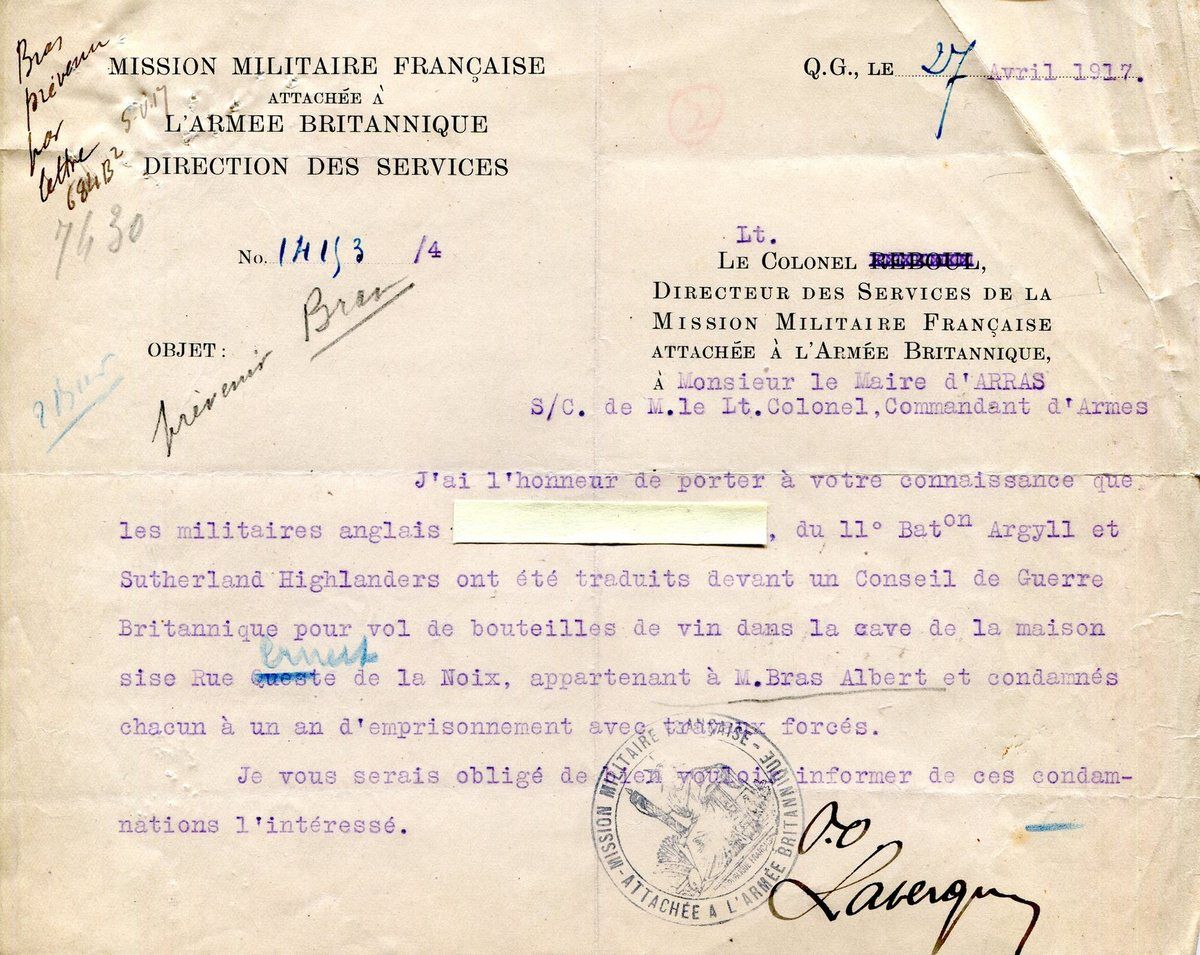 Bras
prévenu
par
lettre
684B2
5.V.17
7430
MISSION MILITAIRE FRANÇAISE
ATTACHÉE À
L'ARMEE BRITANNIQUE
DIRECTION DES SERVICES
Q.G., LE 27 Avril 1917.
2
No. 14153 /4
OBJET:
prévenir Bras
? Bras
Lt.
LE COLONEL REBOUL,
DIRECTEUR DES SERVICES DE LA
MISSION MILITAIRE FRANÇAISE
ATTACHÉE À L'ARMÉE BRITANNIQUE,
À Monsieur le Maire d'ARRAS
S/C. de M.le Lt.Colonel,Commandant d'Armes
J'ai l'honneur de porter à votre connaissance que
les militaires anglais , du 11° Baton Argyll et
Sutherland Highlanders ont été traduits devant un Conseil de Guerre
Britannique pour vol de bouteilles de vin dans la cave de la maison
ernest
sise Rue Queste de la Noix, appartenant à M.Bras Albert et condamnés
chacun à un an d'emprisonnement avec travaux forcés.
Je vous serais obligé de bien vouloir informer de ces condam-
nations l'intéressé.
MISSION MILITAIRE FRANÇAISE - ATTACHÉE A L'ARMÉE BRITANNIQUE
P.O
Lavergne